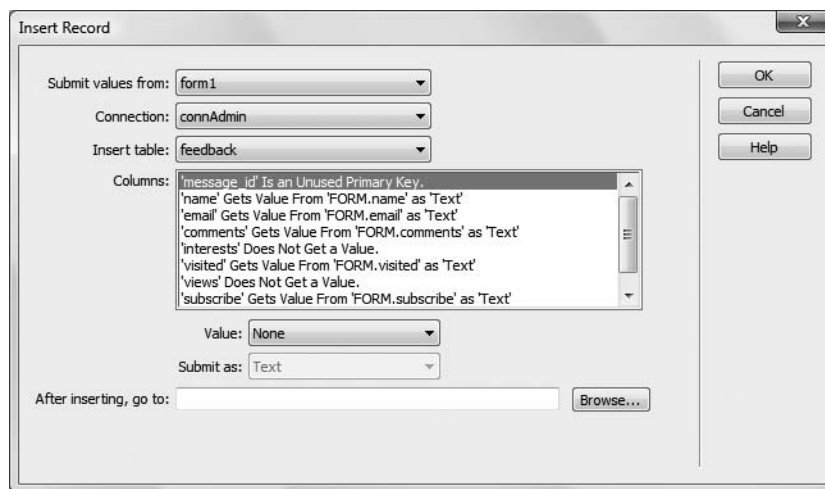 Insert Record
Submit values from: form1
OK
Connection: connAdmin
Cancel
Insert table: feedback
Help
Columns: 'message_id' Is an Unused Primary Key.
'name' Gets Value From 'FORM.name' as 'Text'
'email' Gets Value From 'FORM.email' as 'Text'
'comments' Gets Value From 'FORM.comments' as 'Text'
'interests' Does Not Get a Value.
'visited' Gets Value From 'FORM.visited' as 'Text'
'views' Does Not Get a Value.
'subscribe' Gets Value From 'FORM.subscribe' as 'Text'
Value: None
Submit as: Text
After inserting, go to: Browse...